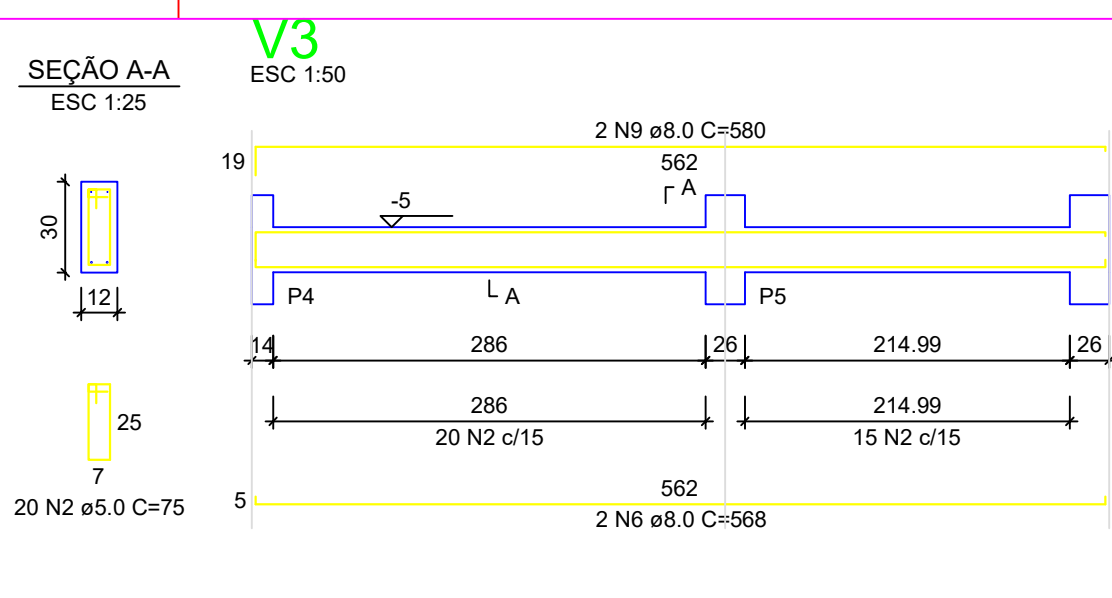 V3
ESC 1:50
SEÇÃO A-A
ESC 1:25
2 N9 ø8.0 C=580
19
562
A
-5
30
12
A
P4
P5
14
286
26
214.99
26
286
214.99
20 N2 c/15
15 N2 c/15
25
7
20 N2 ø5.0 C=75
5
562
2 N6 ø8.0 C=568